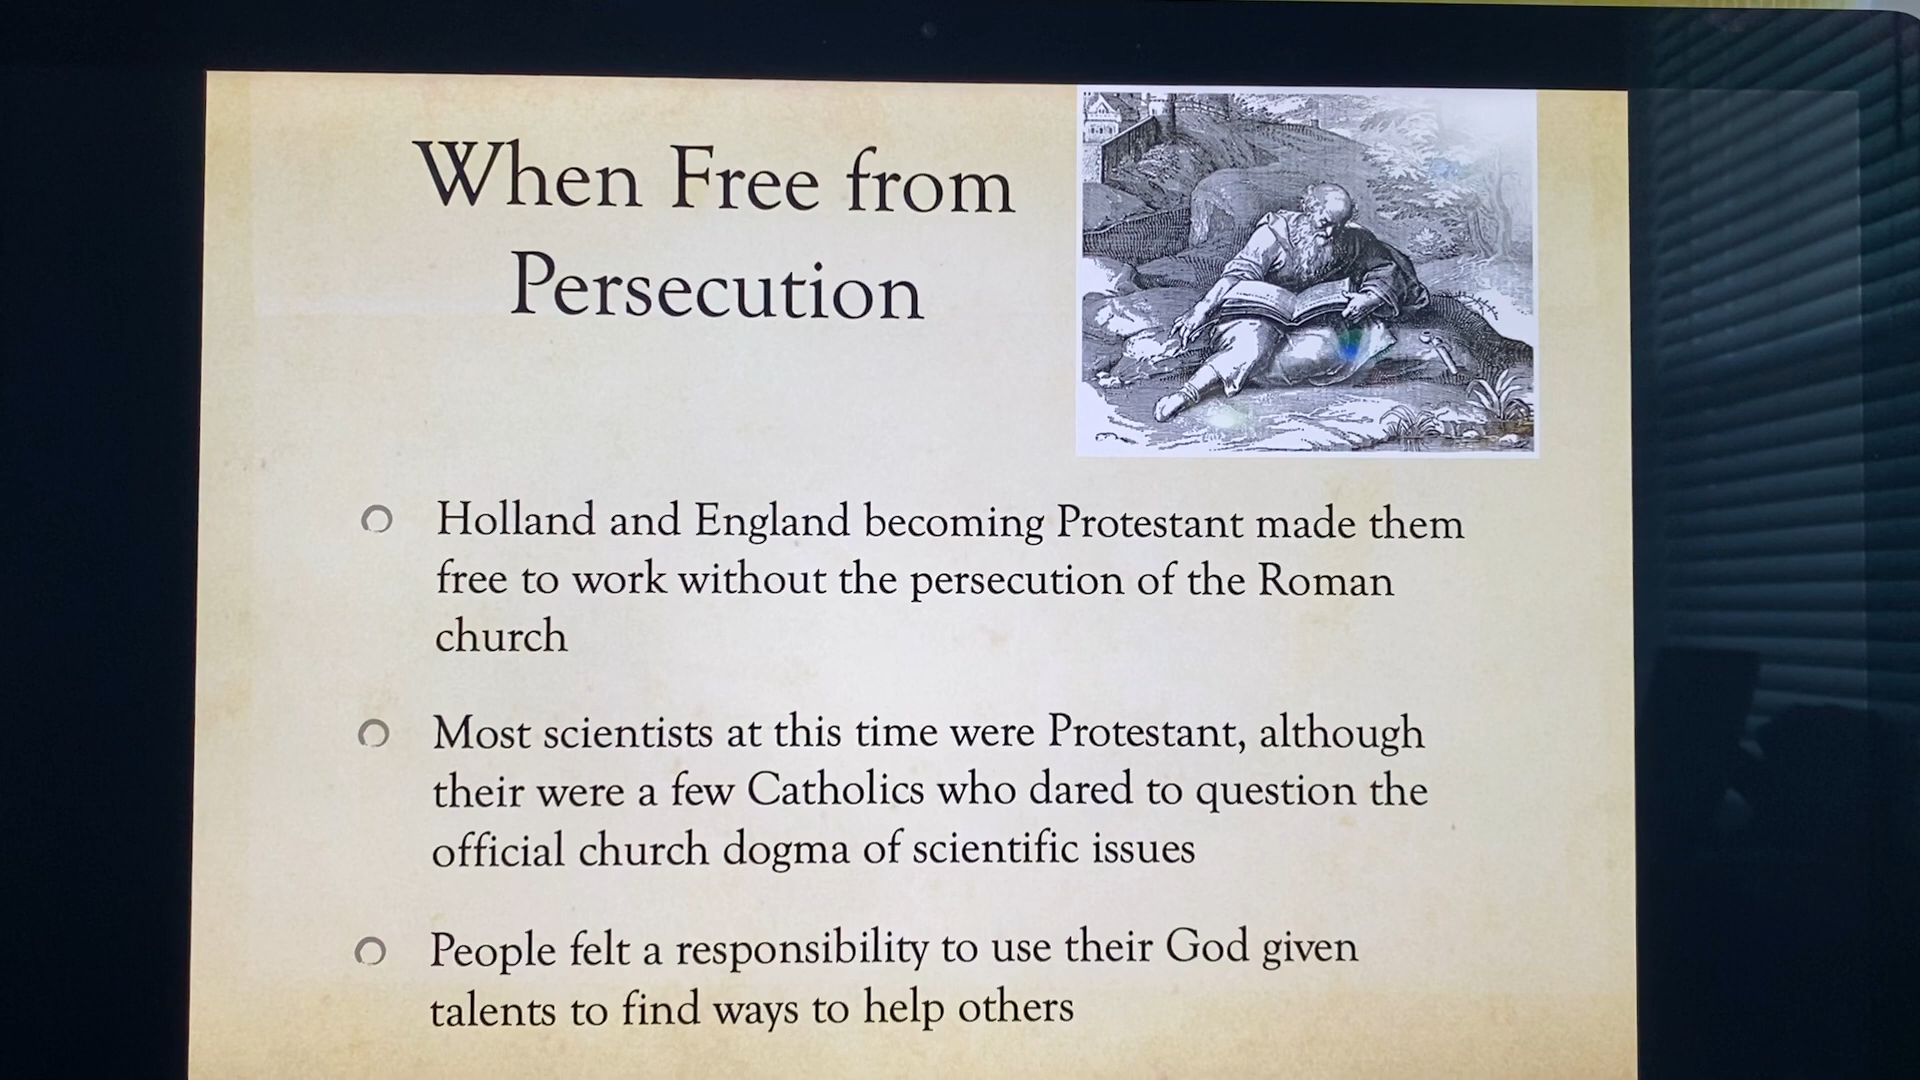 When Free from
Persecution
Holland and England becoming Protestant made them
free to work without the persecution of the Roman
church
Most scientists at this time were Protestant, although
their were a few Catholics who dared to question the
official church dogma of scientific issues
People felt a responsibility to use their God given
talents to find ways to help others